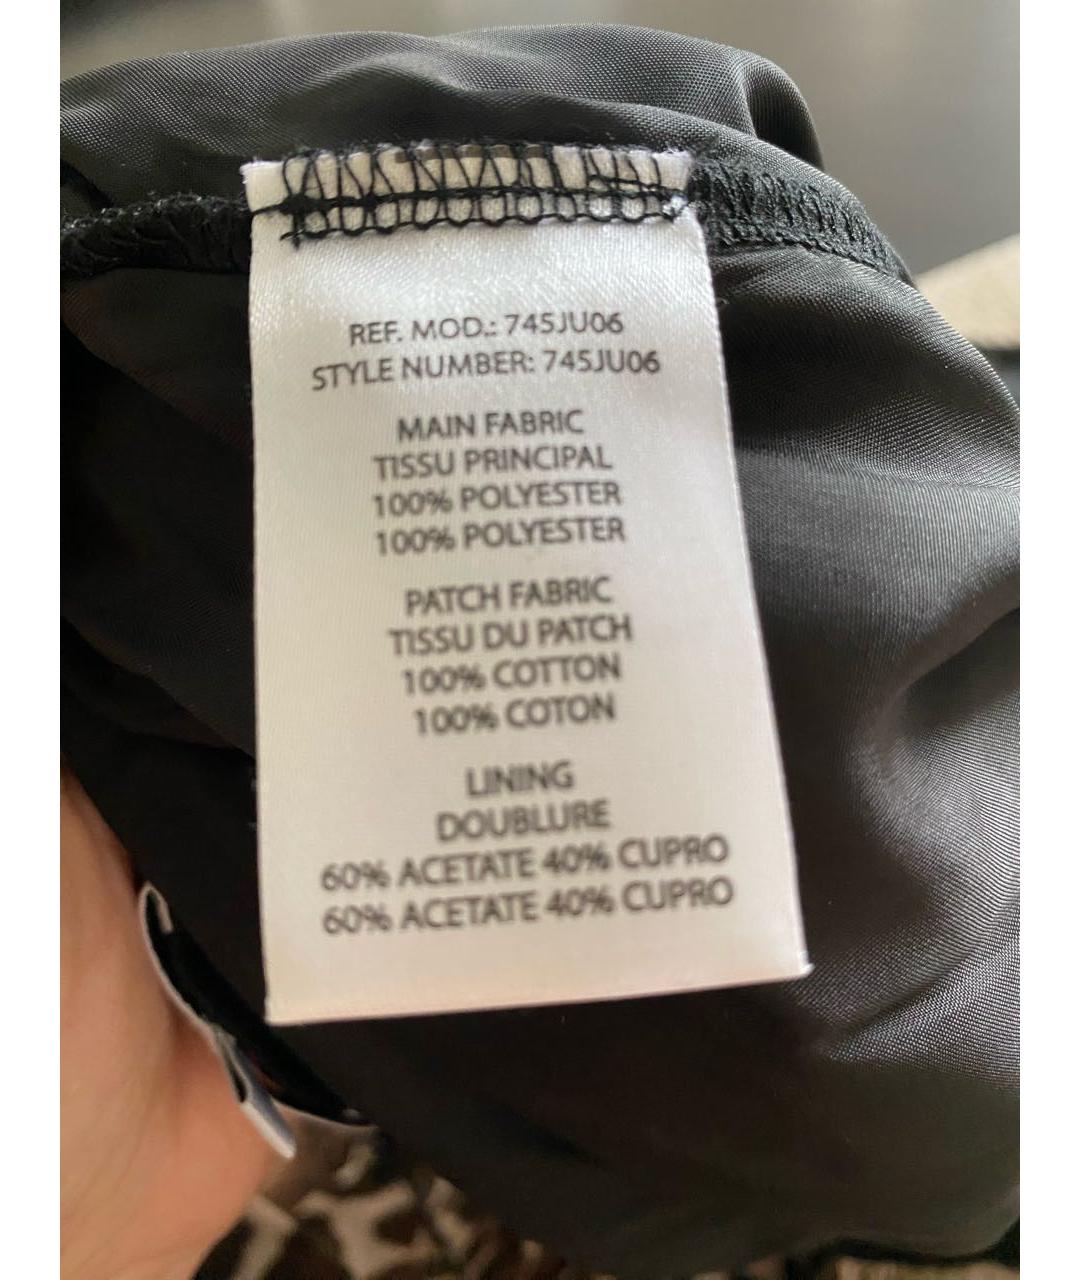 REF. MOD.: 745JU06
STYLE NUMBER: 745JU06
MAIN FABRIC
TISSU PRINCIPAL
100% POLYESTER
100% POLYESTER
PATCH FABRIC
TISSU DU PATCH
100% COTTON
100% COTON
LINING
DOUBLURE
60% ACETATE 40% CUPRO
60% ACETATE 40% CUPRO